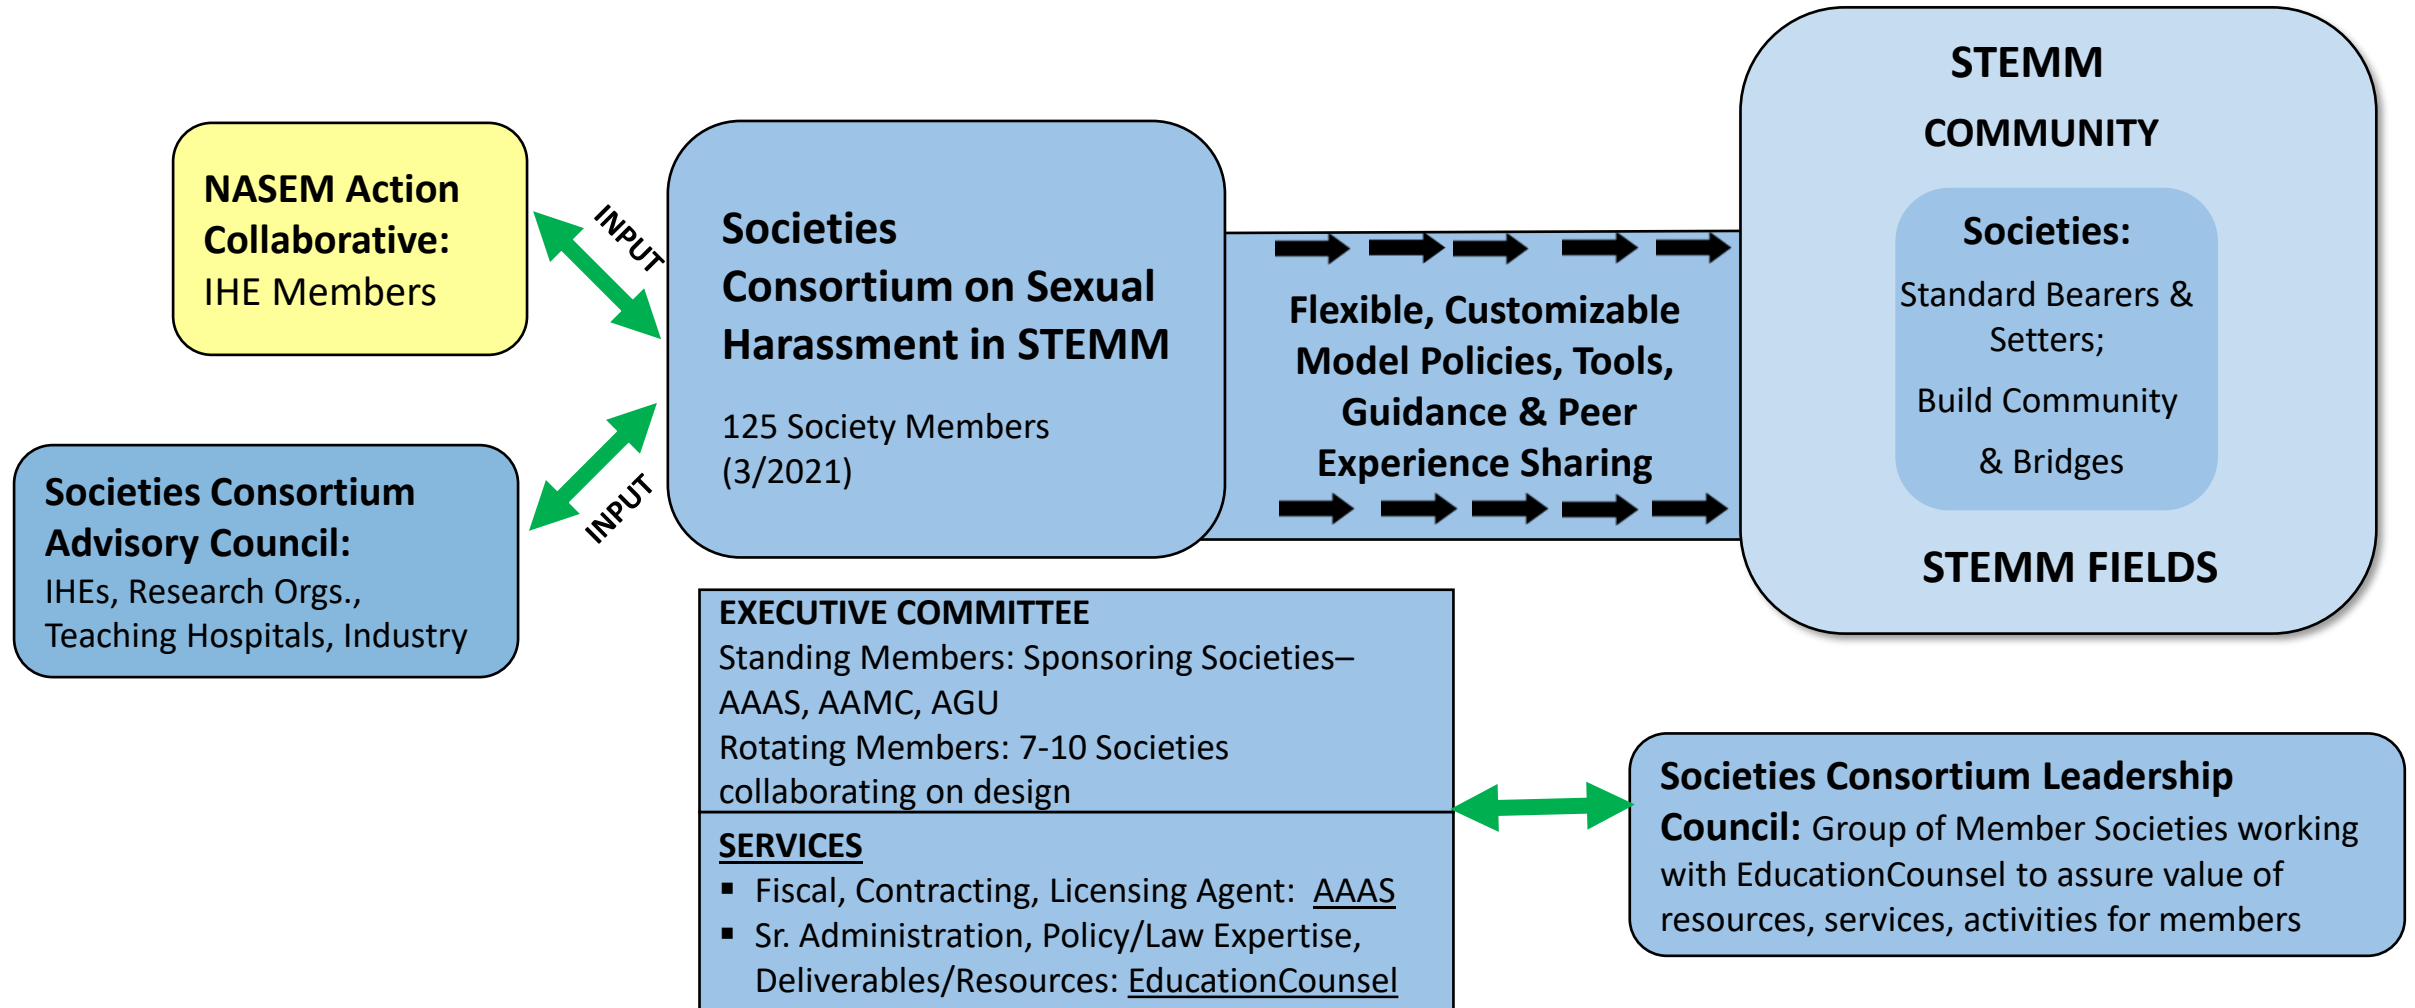 NASEM Action
Collaborative:
IHE Members
INPUT
Societies Consortium
Advisory Council:
IHEs, Research Orgs.,
Teaching Hospitals, Industry
INPUT
Societies
Consortium on Sexual
Harassment in STEMM
125 Society Members
(3/2021)
Flexible, Customizable
Model Policies, Tools,
Guidance & Peer
Experience Sharing
STEMM
COMMUNITY
Societies:
Standard Bearers &
Setters;
Build Community
& Bridges
STEMM FIELDS
EXECUTIVE COMMITTEE
Standing Members: Sponsoring Societies–
AAAS, AAMC, AGU
Rotating Members: 7-10 Societies
collaborating on design
SERVICES
▪ Fiscal, Contracting, Licensing Agent: AAAS
▪ Sr. Administration, Policy/Law Expertise,
Deliverables/Resources: EducationCounsel
Societies Consortium Leadership
Council: Group of Member Societies working
with EducationCounsel to assure value of
resources, services, activities for members